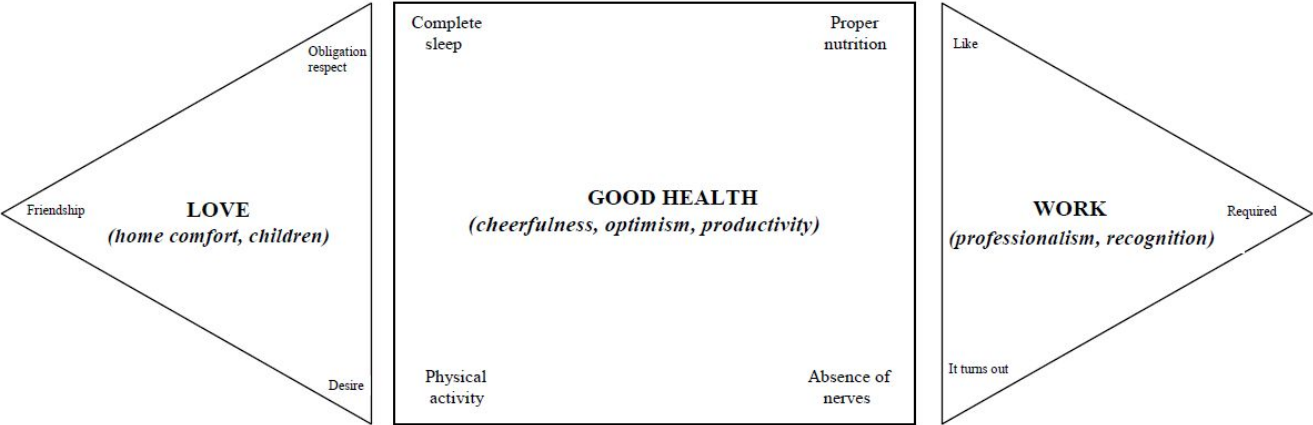 Obligation
respect
Friendship
LOVE
(home comfort, children)
Desire
Complete
sleep
Proper
nutrition
GOOD HEALTH
(cheerfulness, optimism, productivity)
Physical
activity
Absence of
nerves
Like
WORK
(professionalism, recognition)
Required
It turns out